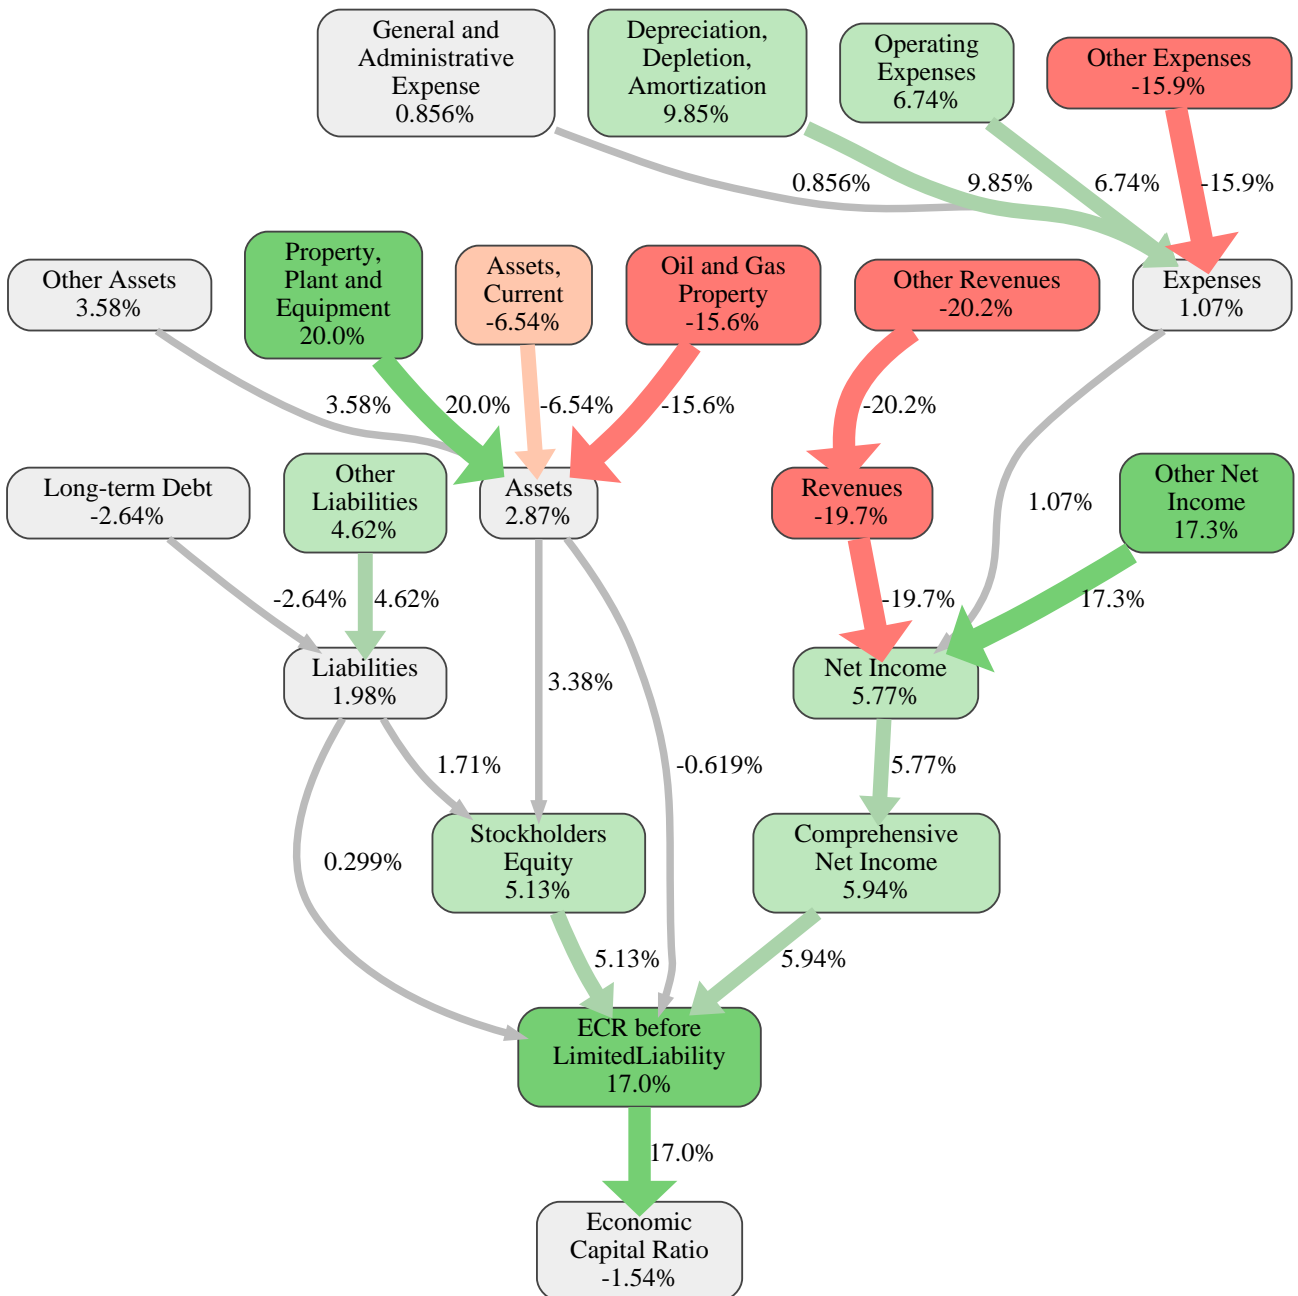 General and
Administrative
Expense
0.856%
Depreciation,
Depletion,
Amortization
9.85%
Operating
Expenses
6.74%
Other Expenses
-15.9%
0.856%
9.85%
6.74%
-15.9%
Other Assets
3.58%
Property,
Plant and
Equipment
20.0%
Assets,
Current
-6.54%
Oil and Gas
Property
-15.6%
Other Revenues
-20.2%
Expenses
1.07%
3.58%
20.0%
-6.54%
-15.6%
-20.2%
Long-term Debt
-2.64%
Other
Liabilities
4.62%
Assets
2.87%
Revenues
-19.7%
1.07%
Other Net
Income
17.3%
-2.64%
4.62%
-19.7%
17.3%
Liabilities
1.98%
3.38%
Net Income
5.77%
1.71%
-0.619%
5.77%
0.299%
Stockholders
Equity
5.13%
Comprehensive
Net Income
5.94%
5.13%
5.94%
ECR before
LimitedLiability
17.0%
17.0%
Economic
Capital Ratio
-1.54%